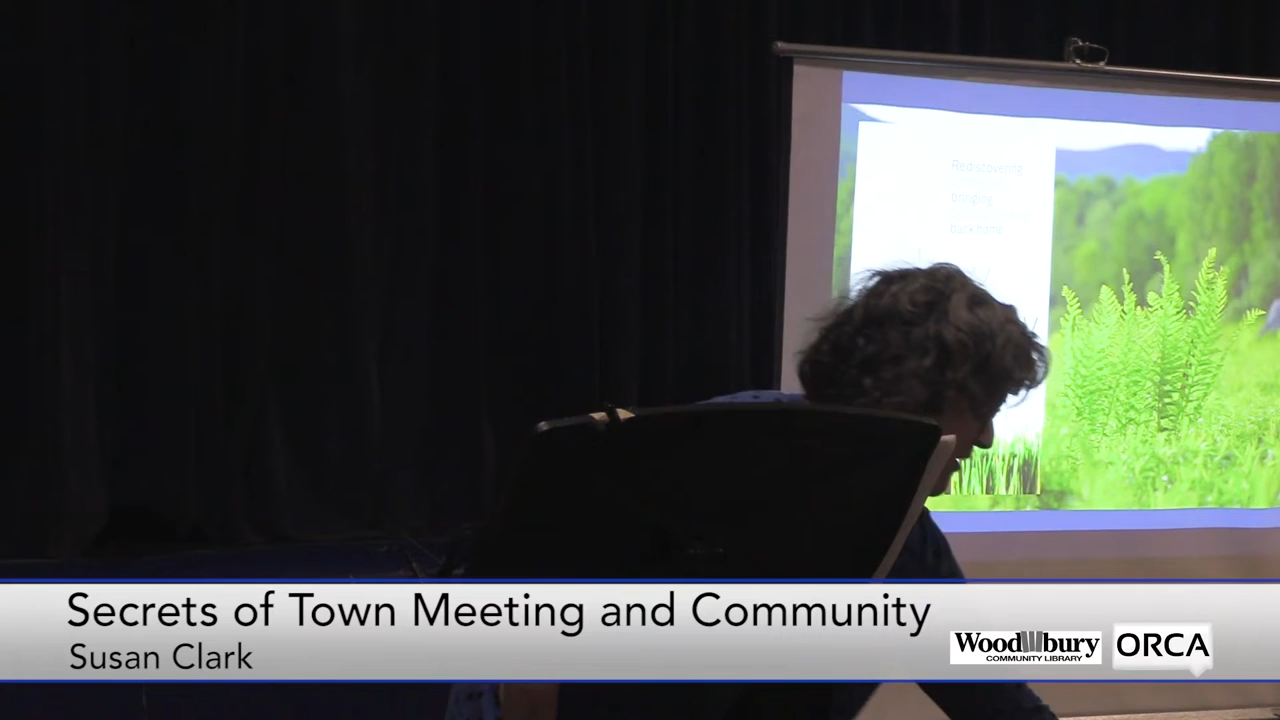 Rediscovering
bringing
back home
Secrets of Town Meeting and Community
Susan Clark
Woodbury
COMMUNITY LIBRARY
ORCA